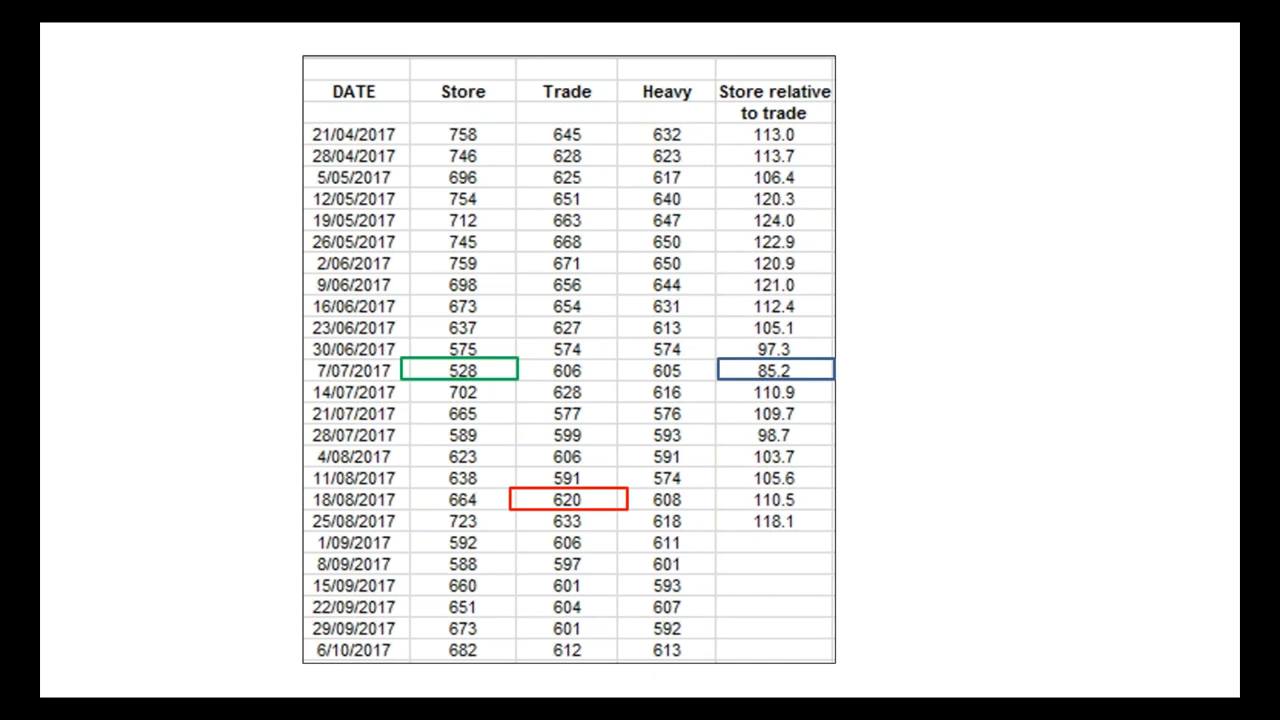 DATE Store Trade Heavy Store relative
to trade
21/04/2017 758 645 632 113.0
28/04/2017 746 628 623 113.7
5/05/2017 696 625 617 106.4
12/05/2017 754 651 640 120.3
19/05/2017 712 663 647 124.0
26/05/2017 745 668 650 122.9
2/06/2017 759 671 650 120.9
9/06/2017 698 656 644 121.0
16/06/2017 673 654 631 112.4
23/06/2017 637 627 613 105.1
30/06/2017 575 574 574 97.3
7/07/2017 528 606 605 85.2
14/07/2017 702 628 616 110.9
21/07/2017 665 577 576 109.7
28/07/2017 589 599 593 98.7
4/08/2017 623 606 591 103.7
11/08/2017 638 591 574 105.6
18/08/2017 664 620 608 110.5
25/08/2017 723 633 618 118.1
1/09/2017 592 606 611
8/09/2017 588 597 601
15/09/2017 660 601 593
22/09/2017 651 604 607
29/09/2017 673 601 592
6/10/2017 682 612 613